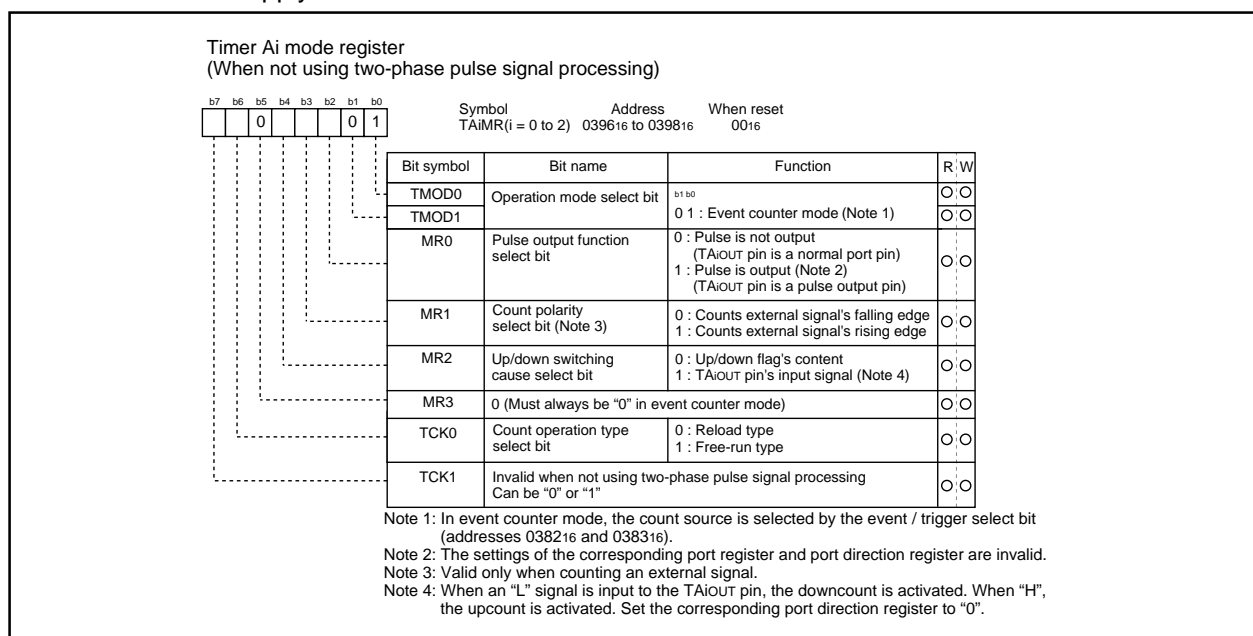 Timer Ai mode register
(When not using two-phase pulse signal processing)
b7 b6 b5 b4 b3 b2 b1 b0
0 0 1
Symbol Address When reset
TAiMR(i = 0 to 2) 039616 to 039816 0016
Bit symbol Bit name Function R W
TMOD0 Operation mode select bit b1 b0
TMOD1 0 1 : Event counter mode (Note 1)
MR0 Pulse output function 0 : Pulse is not output
select bit (TAiOUT pin is a normal port pin)
1 : Pulse is output (Note 2)
(TAiOUT pin is a pulse output pin)
MR1 Count polarity 0 : Counts external signal's falling edge
select bit (Note 3) 1 : Counts external signal's rising edge
MR2 Up/down switching 0 : Up/down flag's content
cause select bit 1 : TAiOUT pin's input signal (Note 4)
MR3 0 (Must always be “0” in event counter mode)
TCK0 Count operation type 0 : Reload type
select bit 1 : Free-run type
TCK1 Invalid when not using two-phase pulse signal processing
Can be “0” or “1”
Note 1: In event counter mode, the count source is selected by the event / trigger select bit
(addresses 038216 and 038316).
Note 2: The settings of the corresponding port register and port direction register are invalid.
Note 3: Valid only when counting an external signal.
Note 4: When an “L” signal is input to the TAiOUT pin, the downcount is activated. When “H”,
the upcount is activated. Set the corresponding port direction register to “0”.